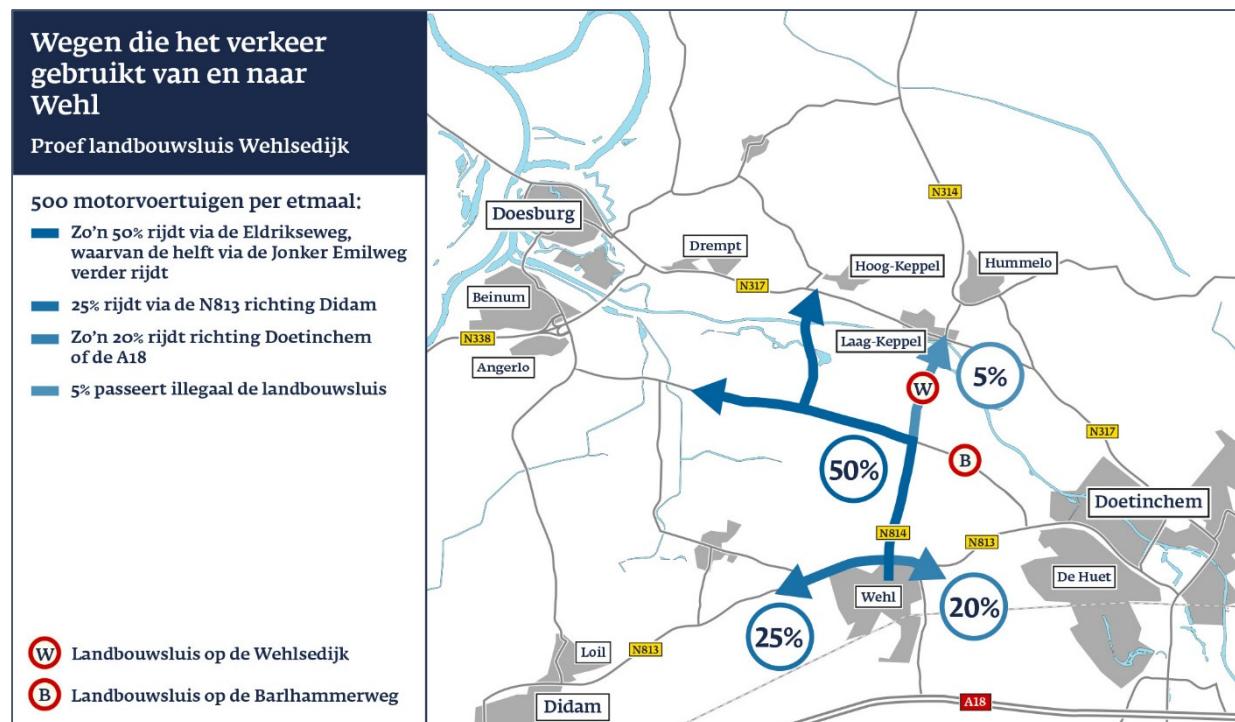 Wegen die het verkeer
gebruikt van en naar
Wehl
Proef landbouwsluis Wehlsedijk
500 motorvoertuigen per etmaal:
Zo'n 50% rijdt via de Eldrikseweg,
waarvan de helft via de Jonker Emilweg
verder rijdt
25% rijdt via de N813 richting Didam
Zo'n 20% rijdt richting Doetinchem
of de A18
5% passeert illegaal de landbouwsluis
W Landbouwsluis op de Wehlsedijk
B Landbouwsluis op de Barlhammerweg
N314
Doesburg
Drempt
Hoog-Keppel
Hummelo
N317
Beinum
N338
Laag-Keppel
Angerlo
W
5%
N317
B
50%
Doetinchem
N814
N813
De Huet
Wehl
20%
25%
Loil
N813
Didam
A18